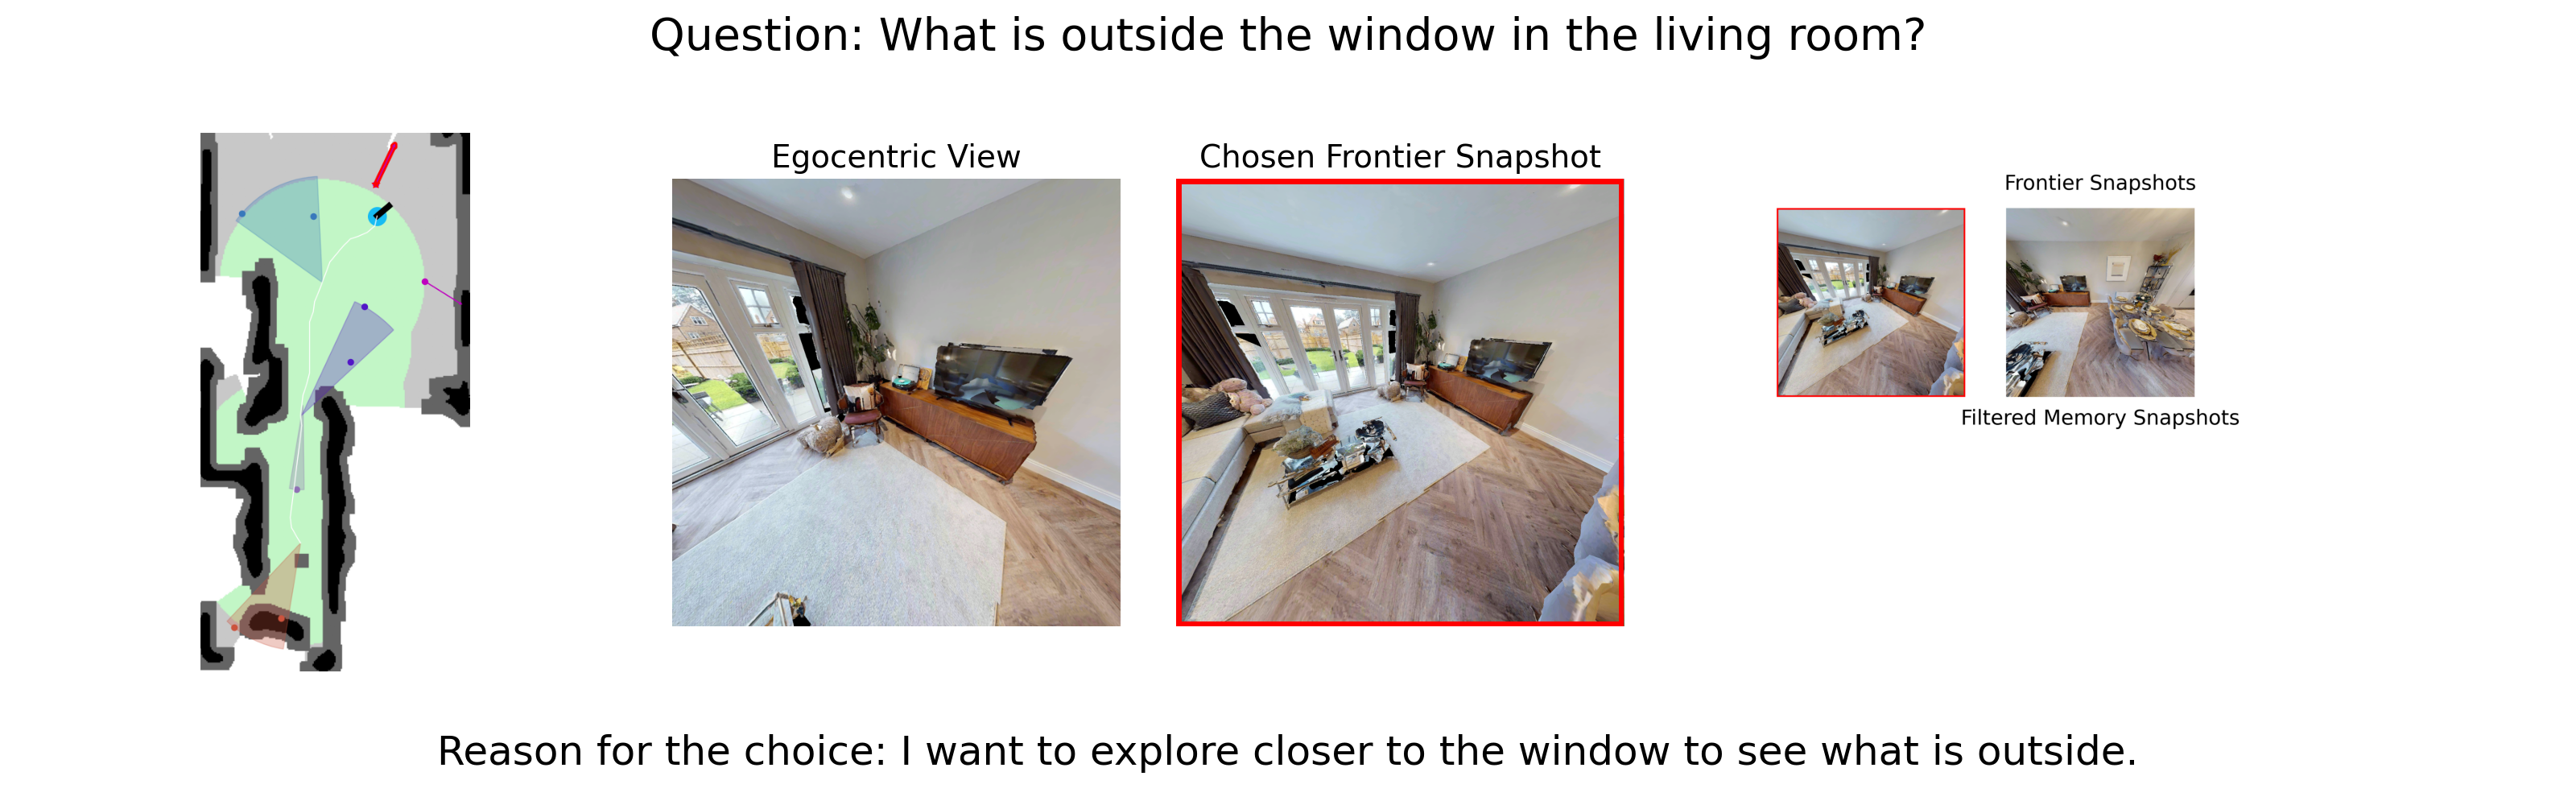 Question: What is outside the window in the living room?
Egocentric View
Chosen Frontier Snapshot
Frontier Snapshots
Filtered Memory Snapshots
Reason for the choice: I want to explore closer to the window to see what is outside.